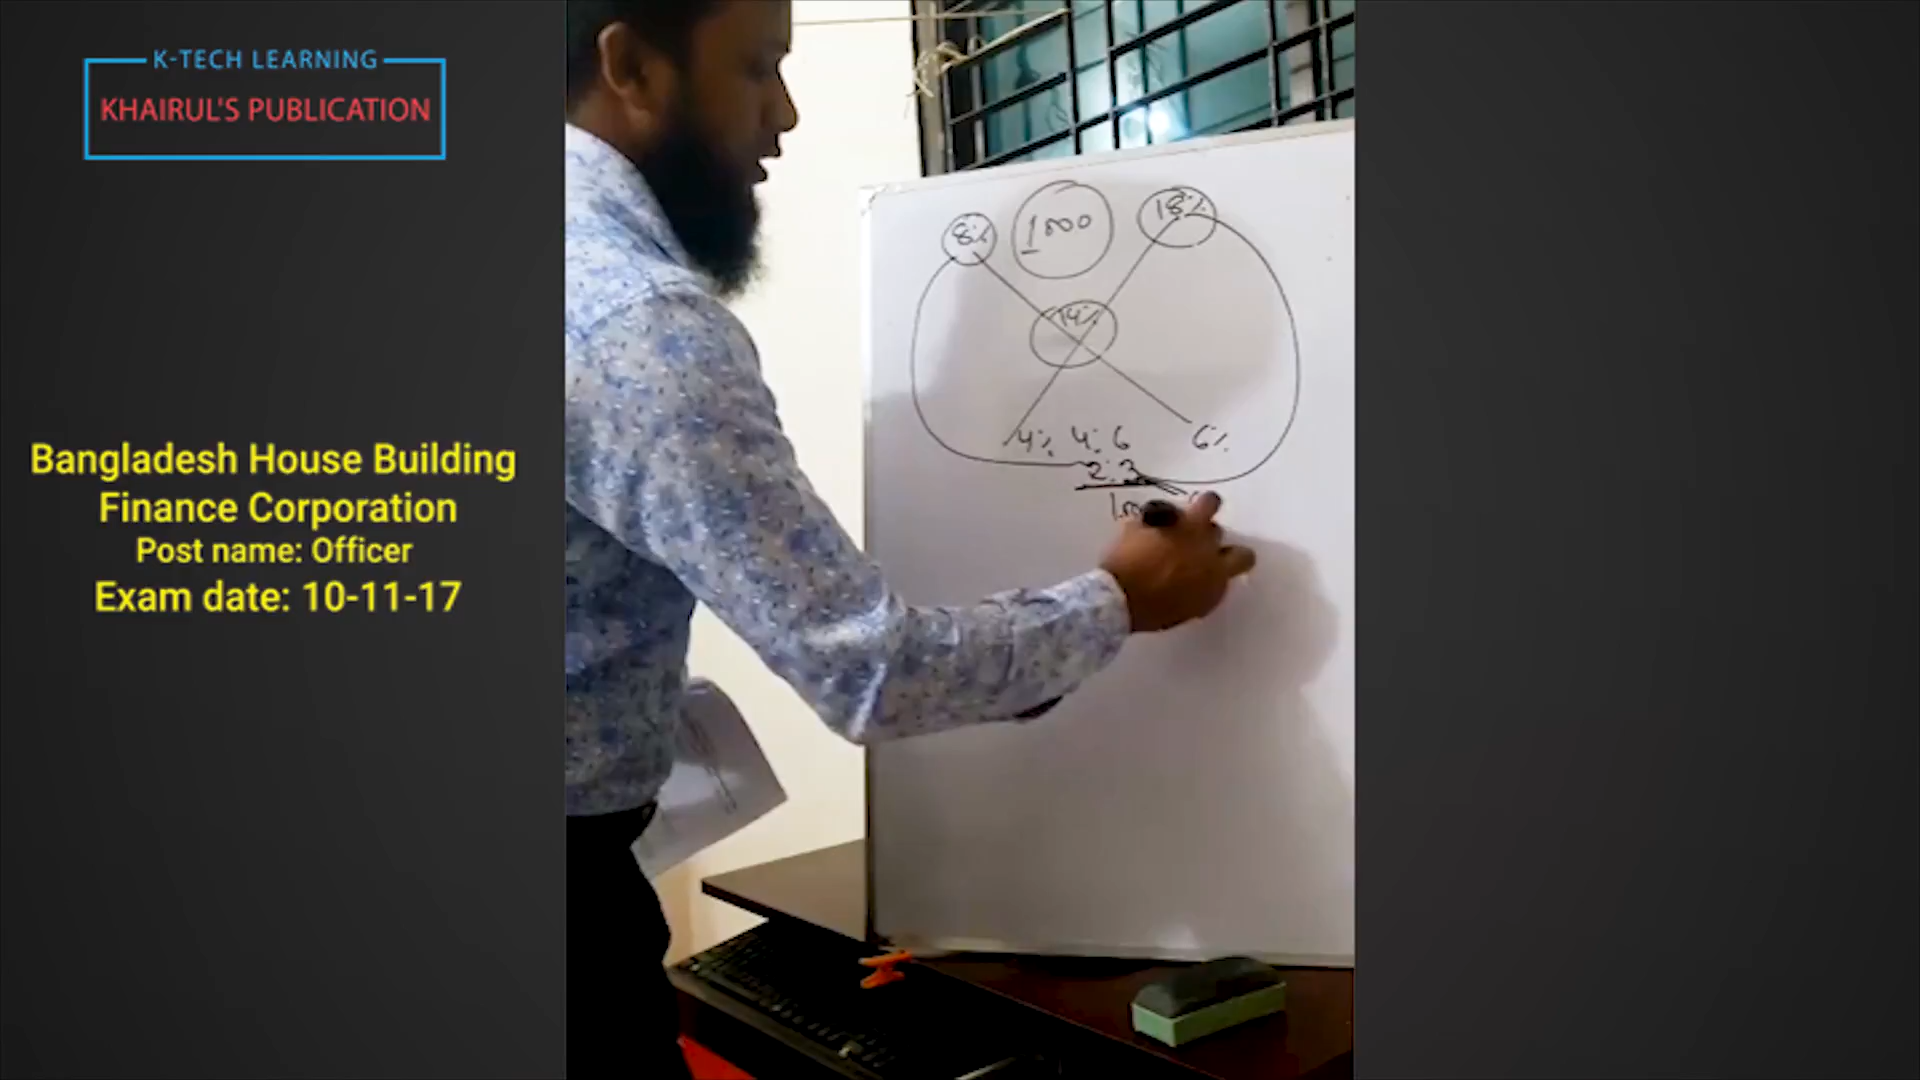 K-TECH LEARNING
KHAIRUL'S PUBLICATION
Bangladesh House Building
Finance Corporation
Post name: Officer
Exam date: 10-11-17
8% 1000 18%
14%
4% 4:6 6%
2:3